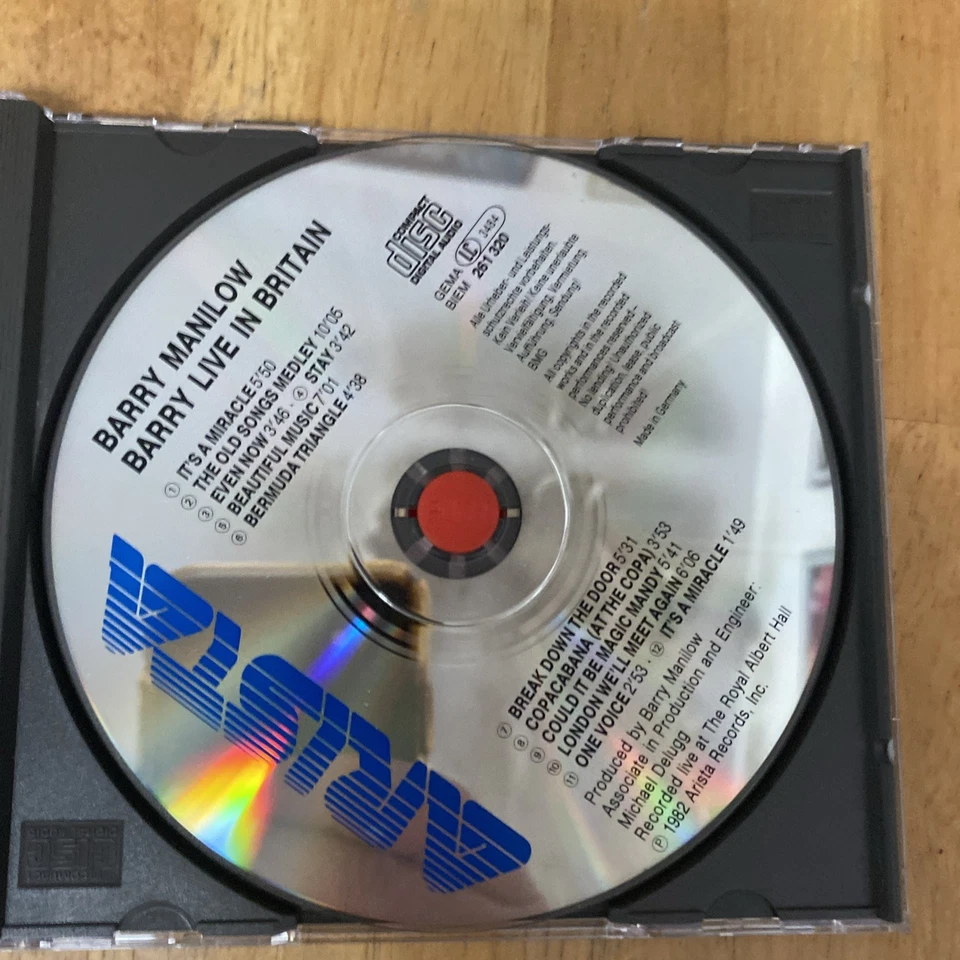 BARRY MANILOW
BARRY LIVE IN BRITAIN
① IT'S A MIRACLE 5'50
② THE OLD SONGS MEDLEY 10'05
③ EVEN NOW 3'46 · ④ STAY 3'42
⑤ BEAUTIFUL MUSIC 7'01
⑥ BERMUDA TRIANGLE 4'38
COMPACT
disc
DIGITAL AUDIO
GEMA
BIEM
LC 3484
261 320
Alle Urheber- und Leistungs-
schutzrechte vorbehalten.
Kein Verleih! Keine unerlaubte
Vervielfältigung, Vermietung,
Aufführung, Sendung!
BMG
All copyrights in the recorded
works and in the recorded
performances reserved –
No lending! Unauthorized
duplication, lease, public
performance and broadcast
prohibited!
Made in Germany
⑦ BREAK DOWN THE DOOR 5'31
⑧ COPACABANA (AT THE COPA) 3'53
⑨ COULD IT BE MAGIC MANDY 5'41
⑩ LONDON WE'LL MEET AGAIN 6'06
⑪ ONE VOICE 2'53 · ⑫ IT'S A MIRACLE 1'49
Produced by Barry Manilow
Associate in Production and Engineer:
Michael Delugg
Recorded live at The Royal Albert Hall
℗ 1982 Arista Records, Inc.
ARISTA